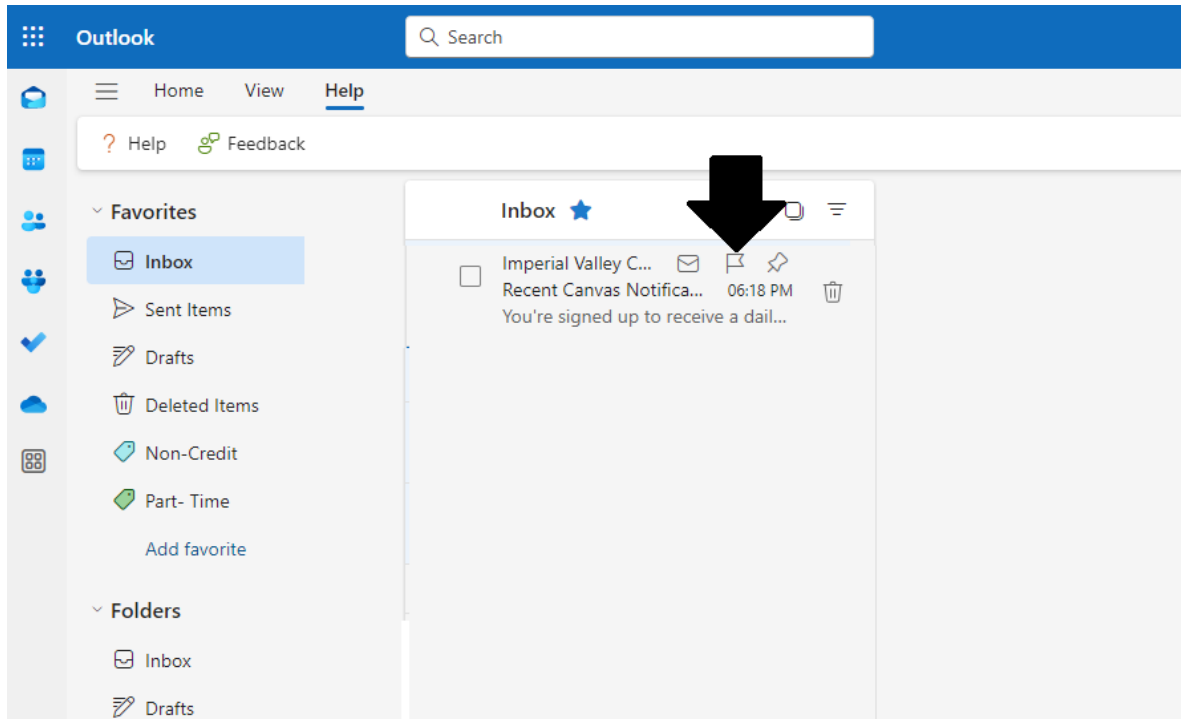 Outlook
Search
Home View Help
? Help Feedback
Favorites
Inbox
Sent Items
Drafts
Deleted Items
Non-Credit
Part- Time
Add favorite
Folders
Inbox
Drafts
Inbox
Imperial Valley C...
Recent Canvas Notifica... 06:18 PM
You're signed up to receive a dail...